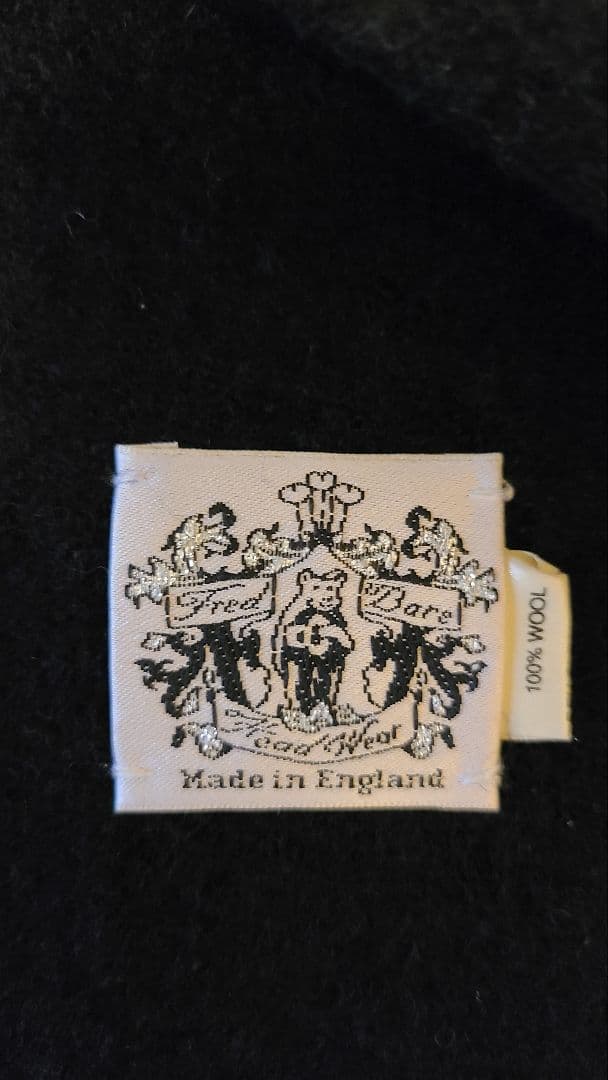 Fred Bare
Head Wear
Made in England
100% WOOL